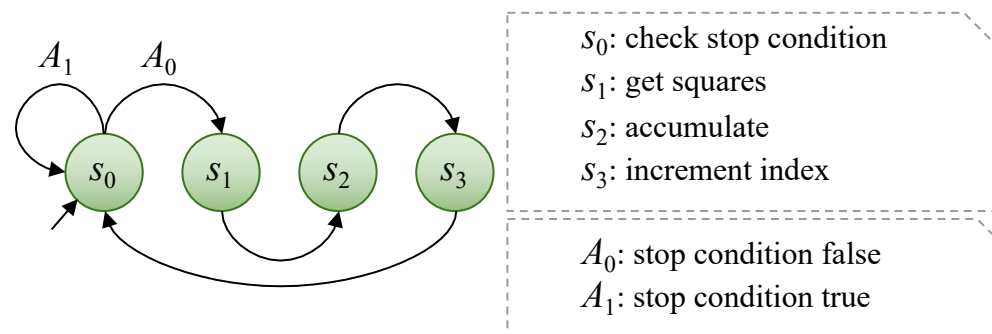 A₁
A₀
s₀
s₁
s₂
s₃
s₀: check stop condition
s₁: get squares
s₂: accumulate
s₃: increment index
A₀: stop condition false
A₁: stop condition true